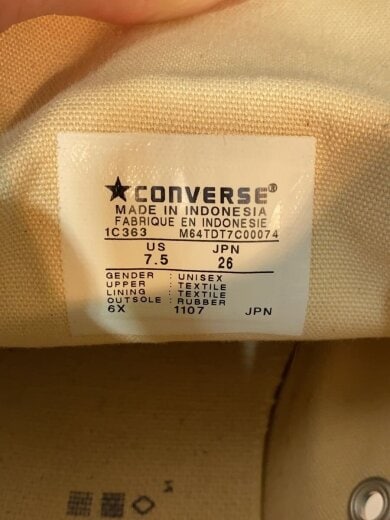 ★CONVERSE®
MADE IN INDONESIA
FABRIQUE EN INDONESIE
1C363 M64TDT7C00074
US JPN
7.5 26
GENDER : UNISEX
UPPER : TEXTILE
LINING : TEXTILE
OUTSOLE : RUBBER
6X 1107 JPN